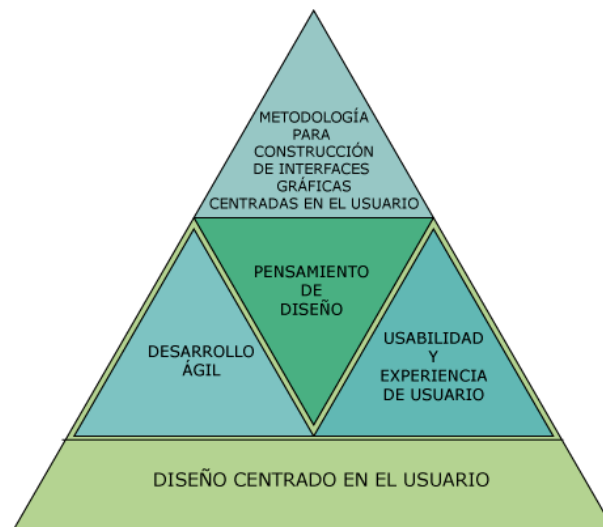 METODOLOGÍA
PARA
CONSTRUCCIÓN
DE INTERFACES
GRÁFICAS
CENTRADAS EN EL USUARIO
PENSAMIENTO
DE
DISEÑO
DESARROLLO
ÁGIL
USABILIDAD
Y
EXPERIENCIA
DE USUARIO
DISEÑO CENTRADO EN EL USUARIO